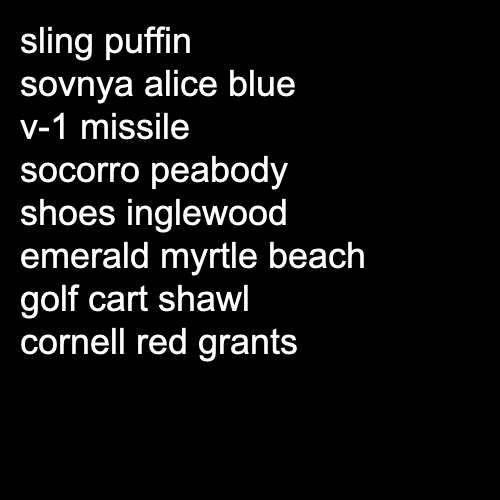 sling puffin
sovnya alice blue
v-1 missile
socorro peabody
shoes inglewood
emerald myrtle beach
golf cart shawl
cornell red grants